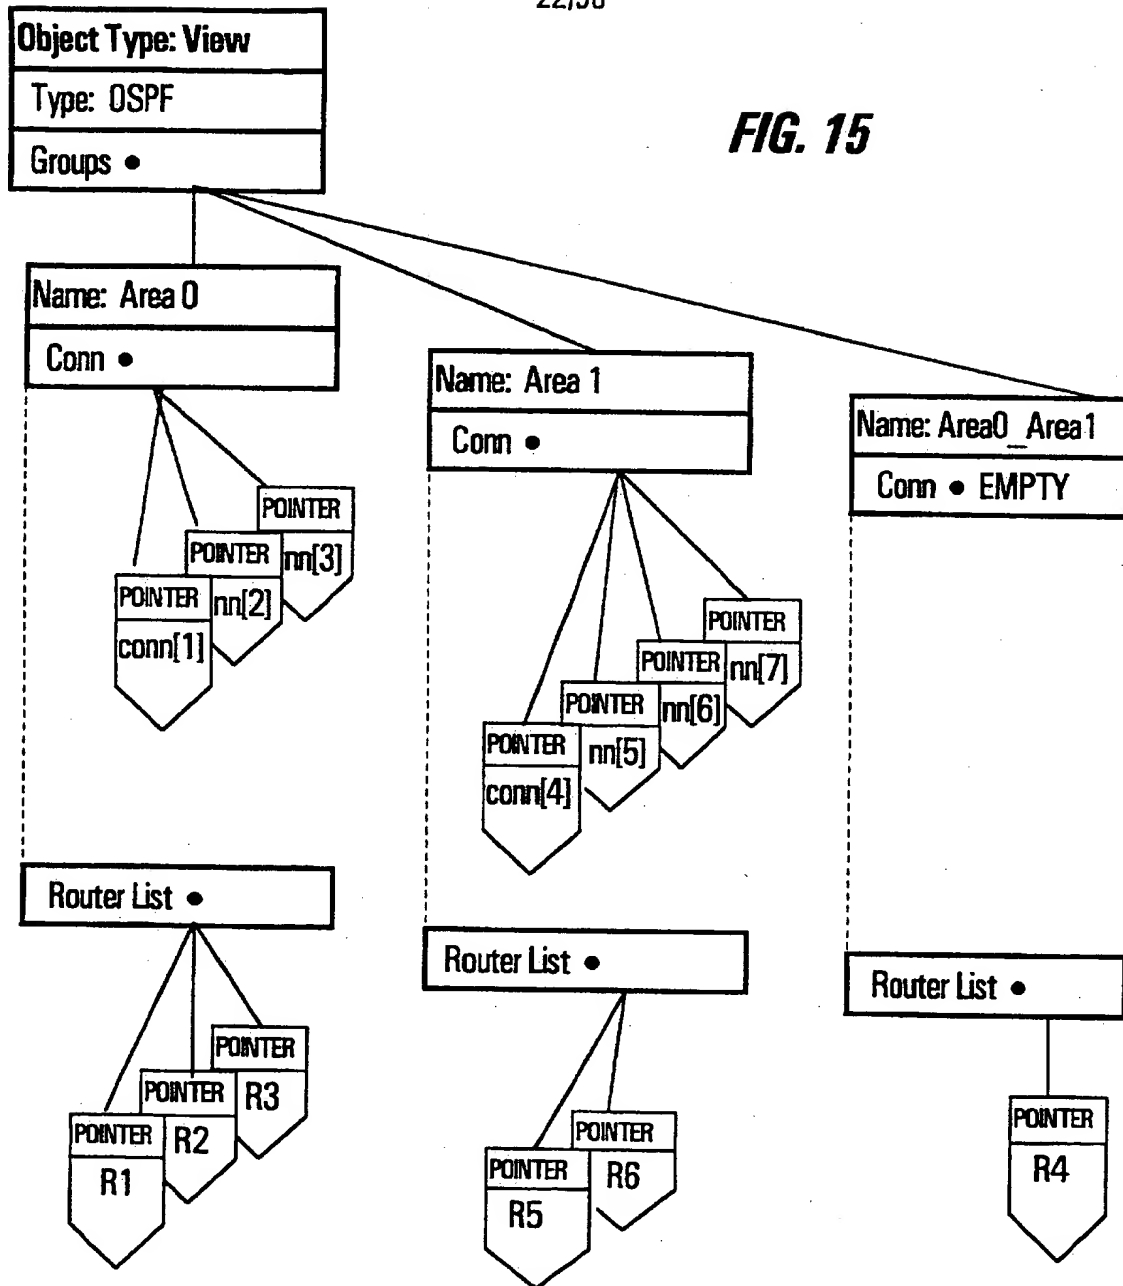 Object Type: View
Type: OSPF
Groups •
FIG. 15
Name: Area 0
Conn •
Name: Area 1
Conn •
Name: Area0_Area1
Conn • EMPTY
POINTER
nn[3]
POINTER
nn[2]
POINTER
conn[1]
POINTER
nn[7]
POINTER
nn[6]
POINTER
nn[5]
POINTER
conn[4]
Router List •
Router List •
Router List •
POINTER
R3
POINTER
R2
POINTER
R1
POINTER
R6
POINTER
R5
POINTER
R4